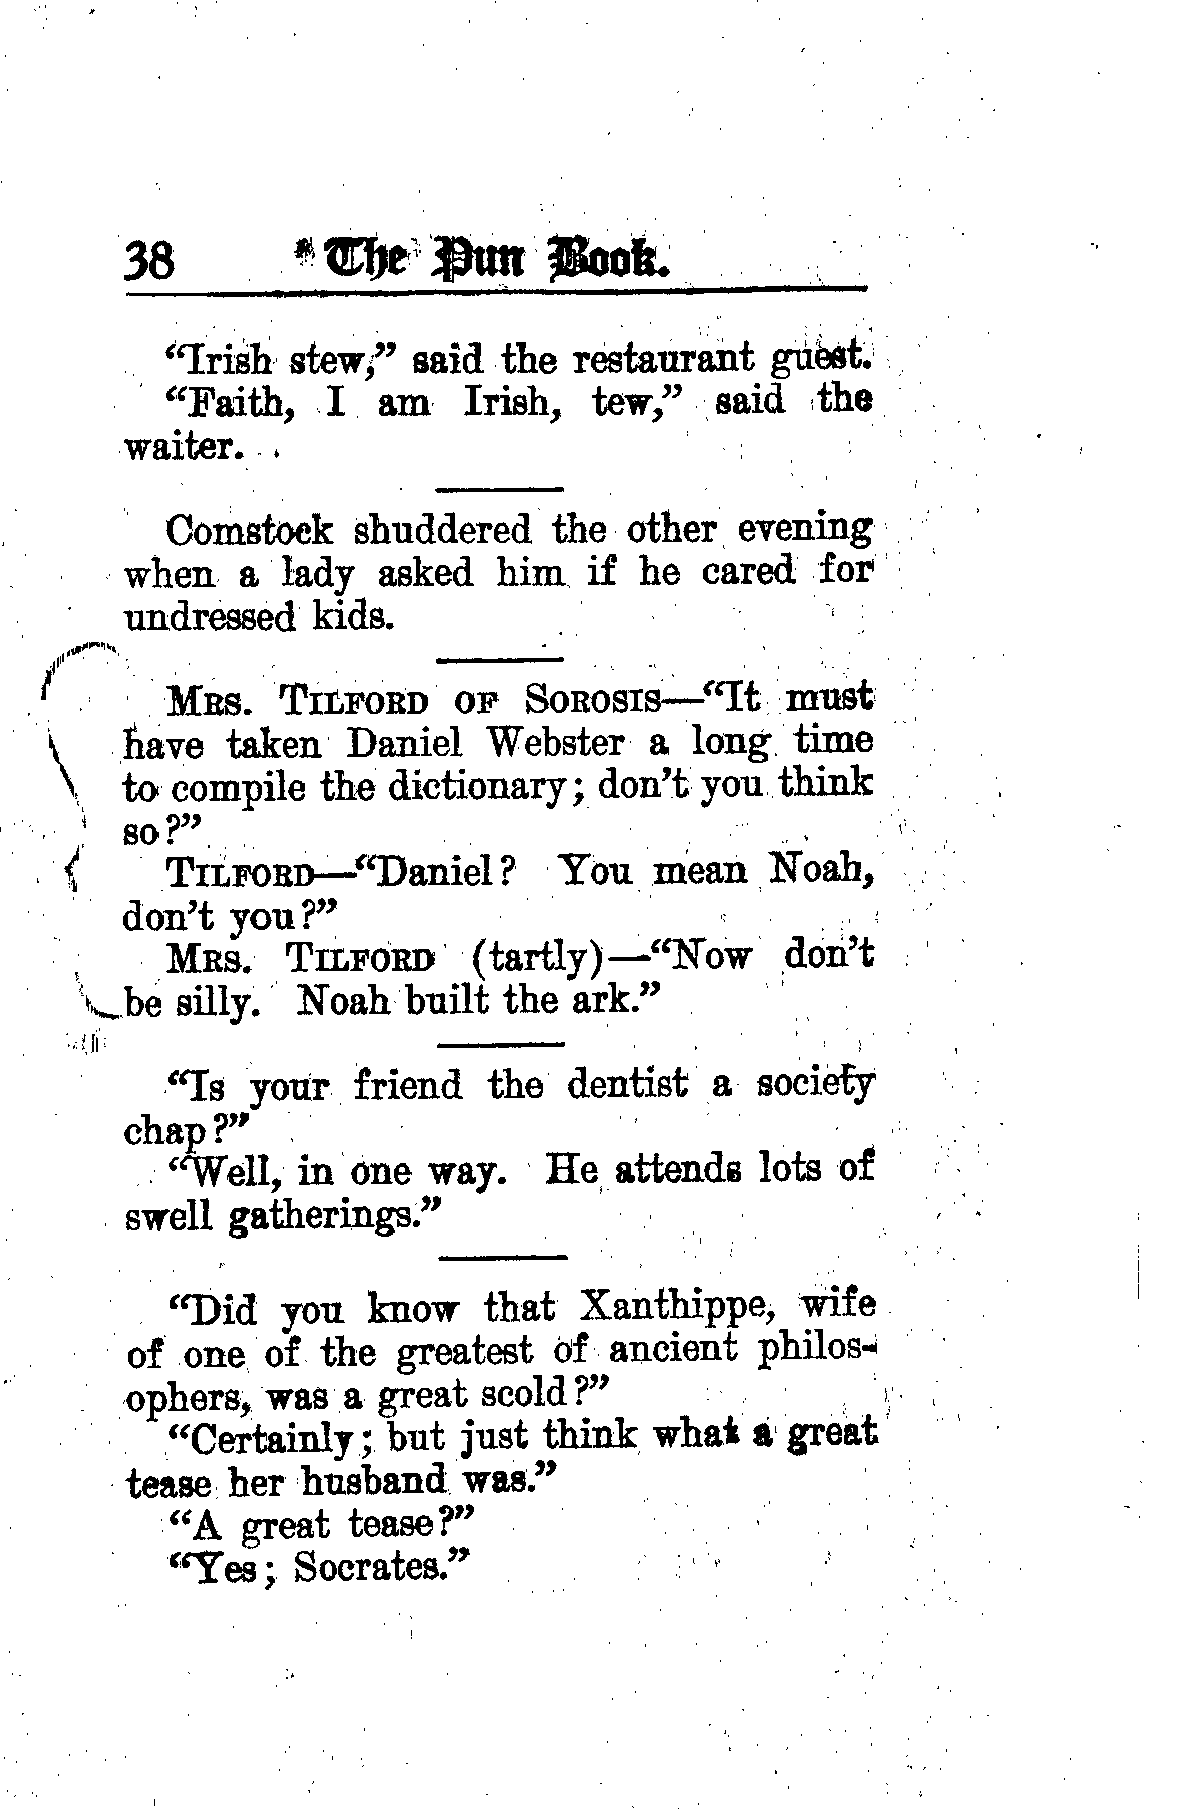 38 The Pun Book.
“Irish stew,” said the restaurant guest.
“Faith, I am Irish, tew,” said the
waiter.
Comstock shuddered the other evening
when a lady asked him if he cared for
undressed kids.
MRS. TILFORD OF SOROSIS—“It must
have taken Daniel Webster a long time
to compile the dictionary; don’t you think
so?”
TILFORD—“Daniel? You mean Noah,
don’t you?”
MRS. TILFORD (tartly)—“Now don’t
be silly. Noah built the ark.”
“Is your friend the dentist a society
chap?”
“Well, in one way. He attends lots of
swell gatherings.”
“Did you know that Xanthippe, wife
of one of the greatest of ancient philos-
ophers, was a great scold?”
“Certainly; but just think what a great
tease her husband was.”
“A great tease?”
“Yes; Socrates.”